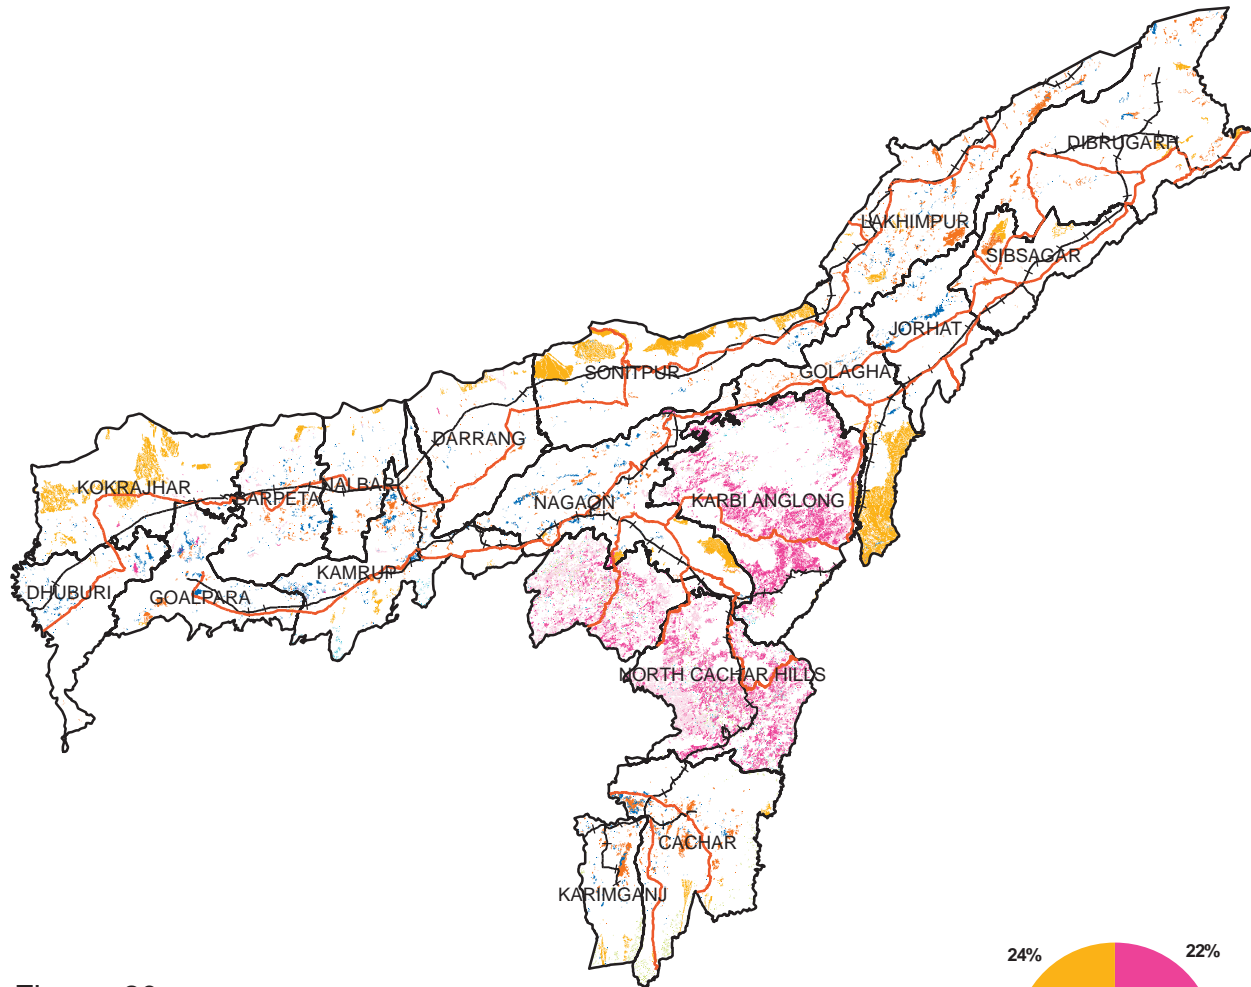 DIBRUGARH
LAKHIMPUR
SIBSAGAR
JORHAT
SONITPUR
GOLAGHAT
DARRANG
KOKRAJHAR
BARPETA
NALBARI
NAGAON
KARBI ANGLONG
KAMRUP
DHUBURI
GOALPARA
NORTH CACHAR HILLS
CACHAR
KARIMGANJ
24%
22%